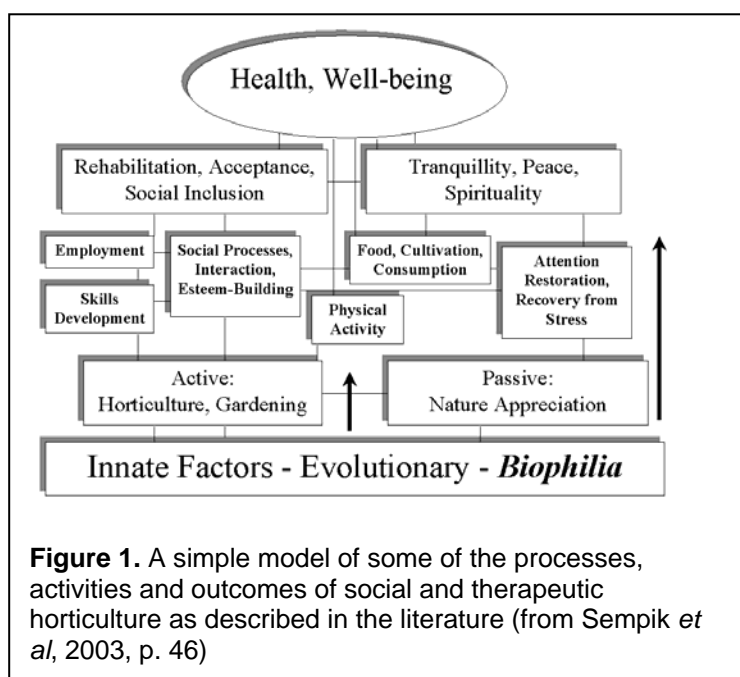 Health, Well-being
Rehabilitation, Acceptance,
Social Inclusion
Tranquillity, Peace,
Spirituality
Employment
Social Processes,
Interaction,
Esteem-Building
Food, Cultivation,
Consumption
Attention
Restoration,
Recovery from
Stress
Skills
Development
Physical
Activity
Active:
Horticulture, Gardening
Passive:
Nature Appreciation
Innate Factors - Evolutionary - Biophilia
Figure 1. A simple model of some of the processes,
activities and outcomes of social and therapeutic
horticulture as described in the literature (from Sempik et
al, 2003, p. 46)